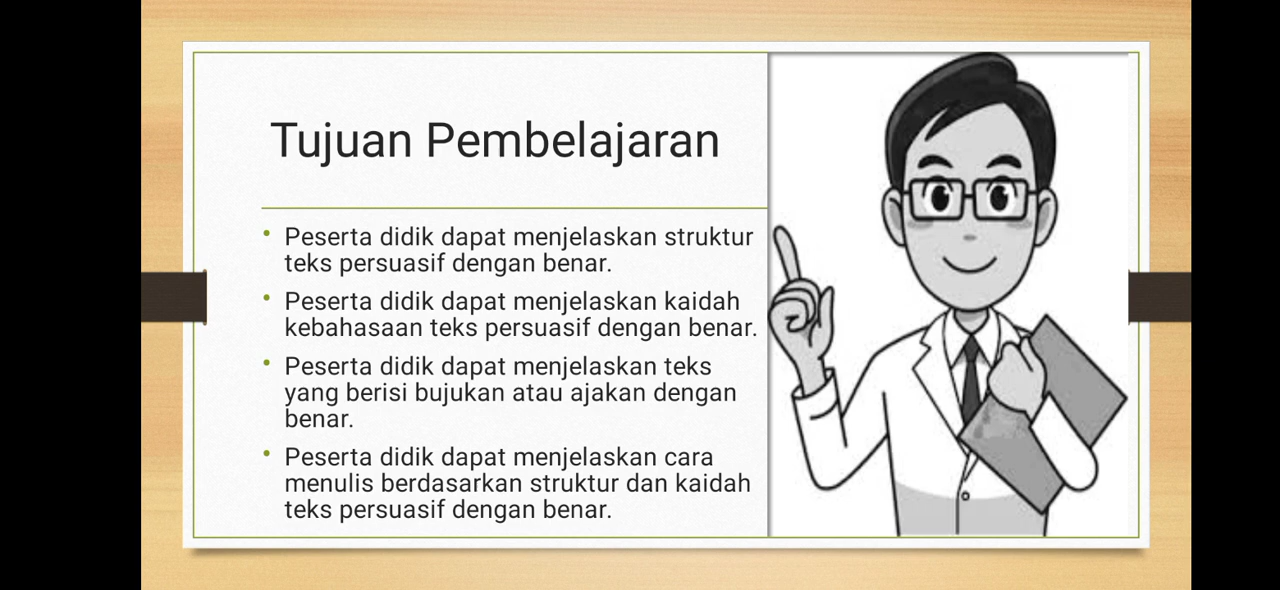 Tujuan Pembelajaran
• Peserta didik dapat menjelaskan struktur
teks persuasif dengan benar.
• Peserta didik dapat menjelaskan kaidah
kebahasaan teks persuasif dengan benar.
• Peserta didik dapat menjelaskan teks
yang berisi bujukan atau ajakan dengan
benar.
• Peserta didik dapat menjelaskan cara
menulis berdasarkan struktur dan kaidah
teks persuasif dengan benar.